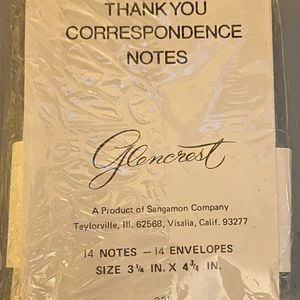 THANK YOU
CORRESPONDENCE
NOTES
Glencrest
A Product of Sangamon Company
Taylorville, Ill. 62568, Visalia, Calif. 93277
14 NOTES — 14 ENVELOPES
SIZE 3¼ IN. X 4¾ IN.